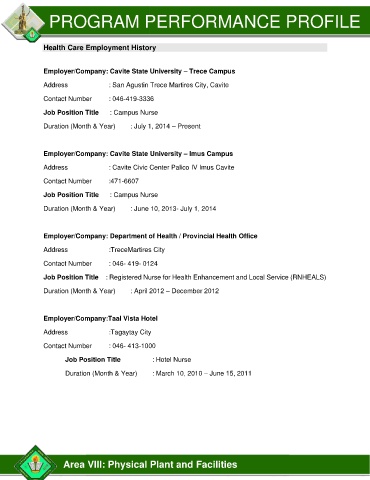 PROGRAM PERFORMANCE PROFILE
Health Care Employment History
Employer/Company: Cavite State University – Trece Campus
Address : San Agustin Trece Martires City, Cavite
Contact Number : 046-419-3336
Job Position Title : Campus Nurse
Duration (Month & Year) : July 1, 2014 – Present
Employer/Company: Cavite State University – Imus Campus
Address : Cavite Civic Center Palico IV Imus Cavite
Contact Number :471-6607
Job Position Title : Campus Nurse
Duration (Month & Year) : June 10, 2013- July 1, 2014
Employer/Company: Department of Health / Provincial Health Office
Address :TreceMartires City
Contact Number : 046- 419- 0124
Job Position Title : Registered Nurse for Health Enhancement and Local Service (RNHEALS)
Duration (Month & Year) : April 2012 – December 2012
Employer/Company:Taal Vista Hotel
Address :Tagaytay City
Contact Number : 046- 413-1000
Job Position Title : Hotel Nurse
Duration (Month & Year) : March 10, 2010 – June 15, 2011
Area VIII: Physical Plant and Facilities